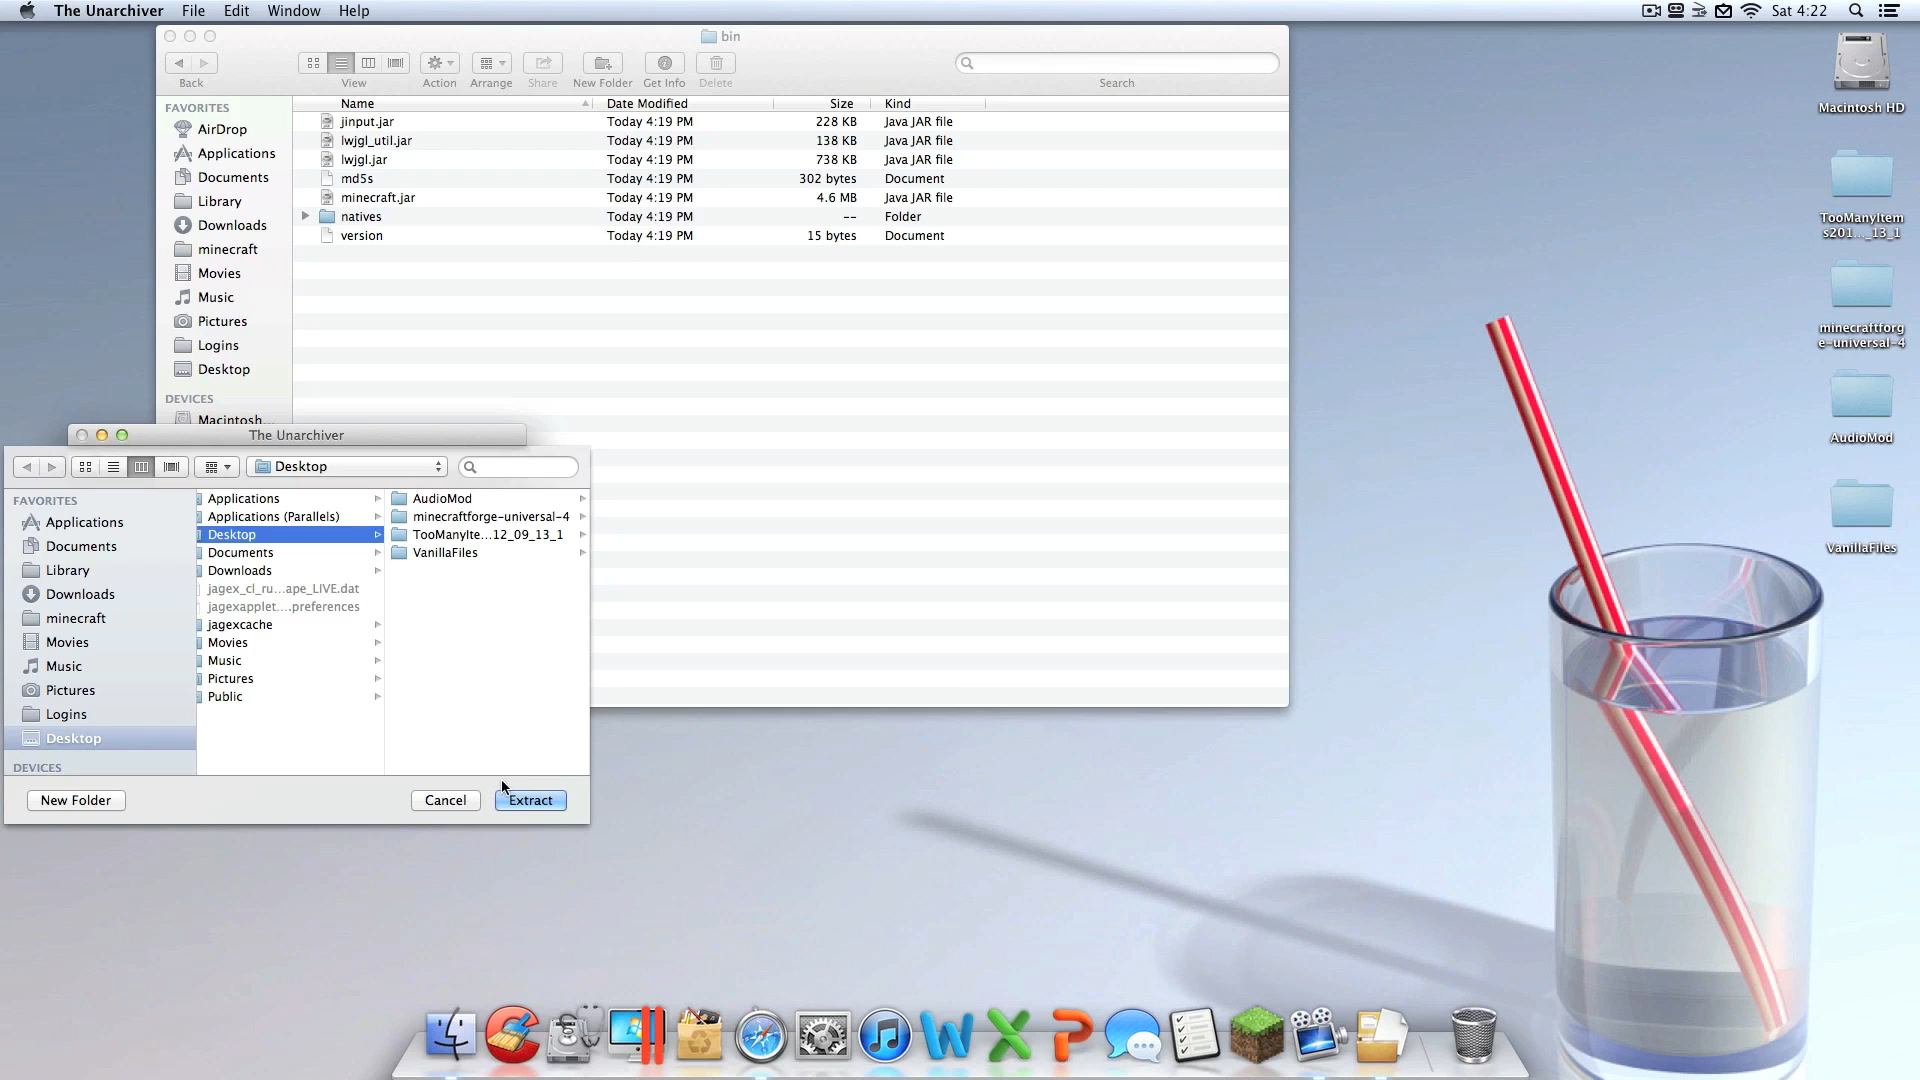 The Unarchiver File Edit Window Help
Sat 4:22
bin
Back
View
Action
Arrange
Share
New Folder
Get Info
Delete
Search
FAVORITES
AirDrop
Applications
Documents
Library
Downloads
minecraft
Movies
Music
Pictures
Logins
Desktop
DEVICES
Macintosh...
Name Date Modified Size Kind
jinput.jar Today 4:19 PM 228 KB Java JAR file
lwjgl_util.jar Today 4:19 PM 138 KB Java JAR file
lwjgl.jar Today 4:19 PM 738 KB Java JAR file
md5s Today 4:19 PM 302 bytes Document
minecraft.jar Today 4:19 PM 4.6 MB Java JAR file
natives Today 4:19 PM -- Folder
version Today 4:19 PM 15 bytes Document
The Unarchiver
Desktop
FAVORITES
Applications
Documents
Library
Downloads
minecraft
Movies
Music
Pictures
Logins
Desktop
DEVICES
Applications
Applications (Parallels)
Desktop
Documents
Downloads
jagex_cl_ru...ape_LIVE.dat
jagexapplet....preferences
jagexcache
Movies
Music
Pictures
Public
AudioMod
minecraftforge-universal-4
TooManyIte...12_09_13_1
VanillaFiles
New Folder
Cancel
Extract
Macintosh HD
TooManyItem
s201..._13_1
minecraftforg
e-universal-4
AudioMod
VanillaFiles